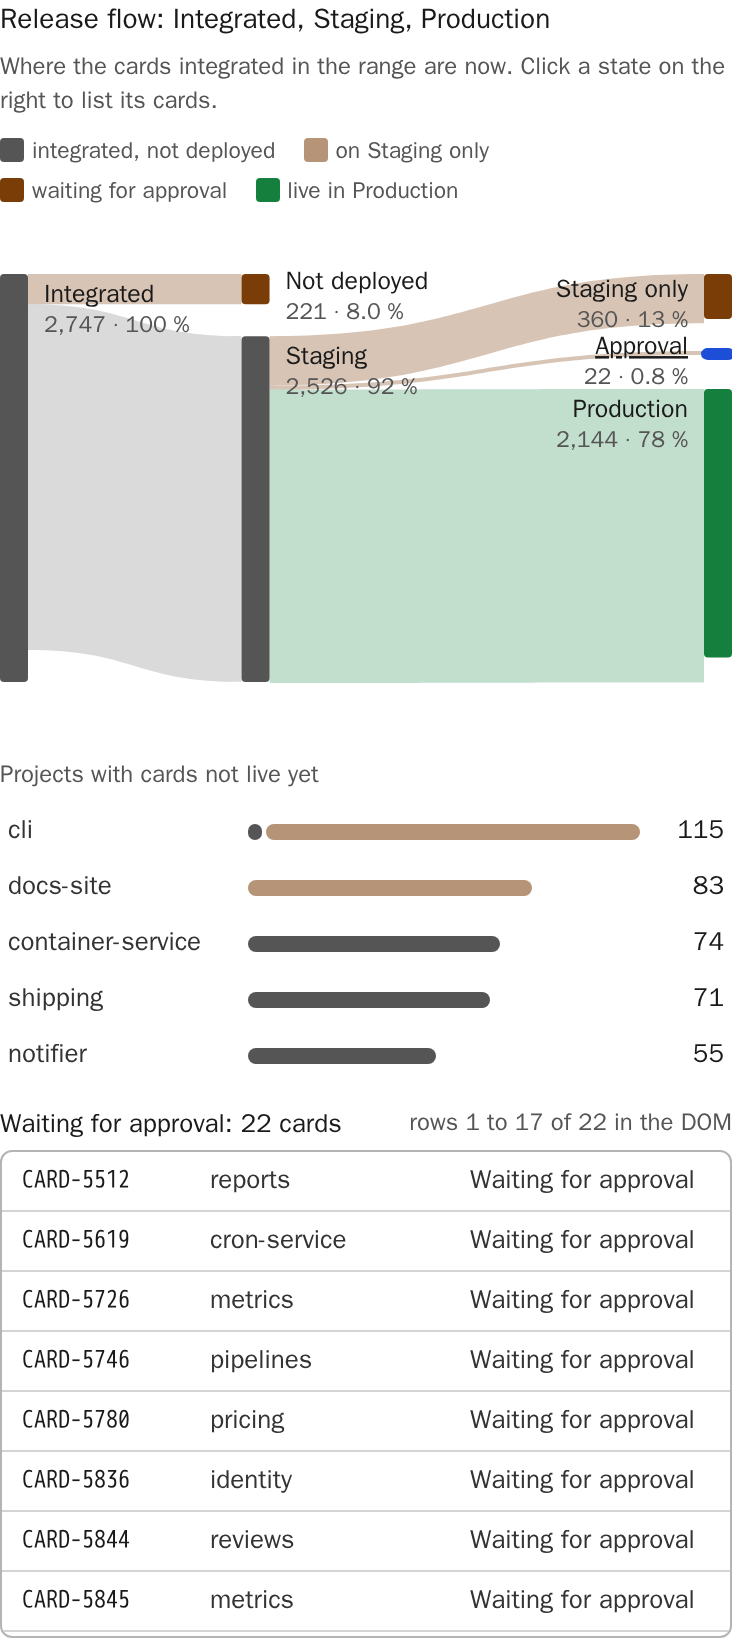 Release flow: Integrated, Staging, Production
Where the cards integrated in the range are now. Click a state on the
right to list its cards.
integrated, not deployed
on Staging only
waiting for approval
live in Production
Integrated
2,747 · 100 %
Not deployed
221 · 8.0 %
Staging
2,526 · 92 %
Staging only
360 · 13 %
Approval
22 · 0.8 %
Production
2,144 · 78 %
Projects with cards not live yet
cli 115
docs-site 83
container-service 74
shipping 71
notifier 55
Waiting for approval: 22 cards
rows 1 to 17 of 22 in the DOM
CARD-5512 reports Waiting for approval
CARD-5619 cron-service Waiting for approval
CARD-5726 metrics Waiting for approval
CARD-5746 pipelines Waiting for approval
CARD-5780 pricing Waiting for approval
CARD-5836 identity Waiting for approval
CARD-5844 reviews Waiting for approval
CARD-5845 metrics Waiting for approval